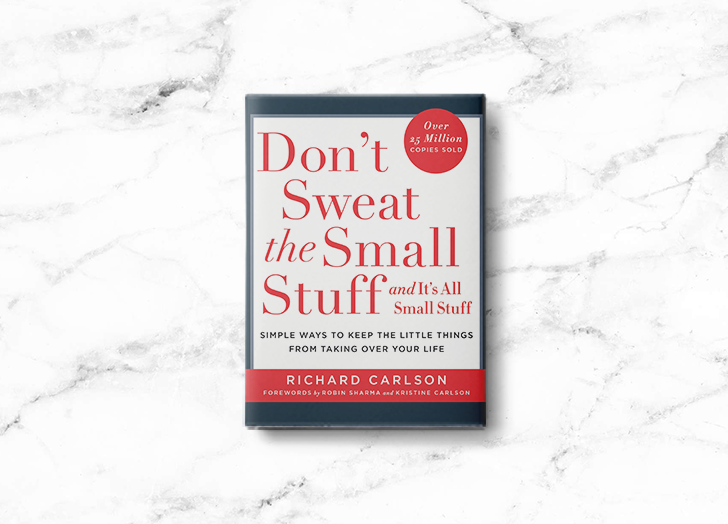 Over
25 Million
COPIES SOLD
Don't
Sweat
the Small
Stuff and It's All
Small Stuff
SIMPLE WAYS TO KEEP THE LITTLE THINGS
FROM TAKING OVER YOUR LIFE
RICHARD CARLSON
FOREWORDS by ROBIN SHARMA and KRISTINE CARLSON